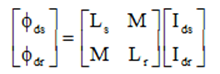 [ϕds] = [Ls M] [Ids]
[ϕdr] [M Lr] [Idr]